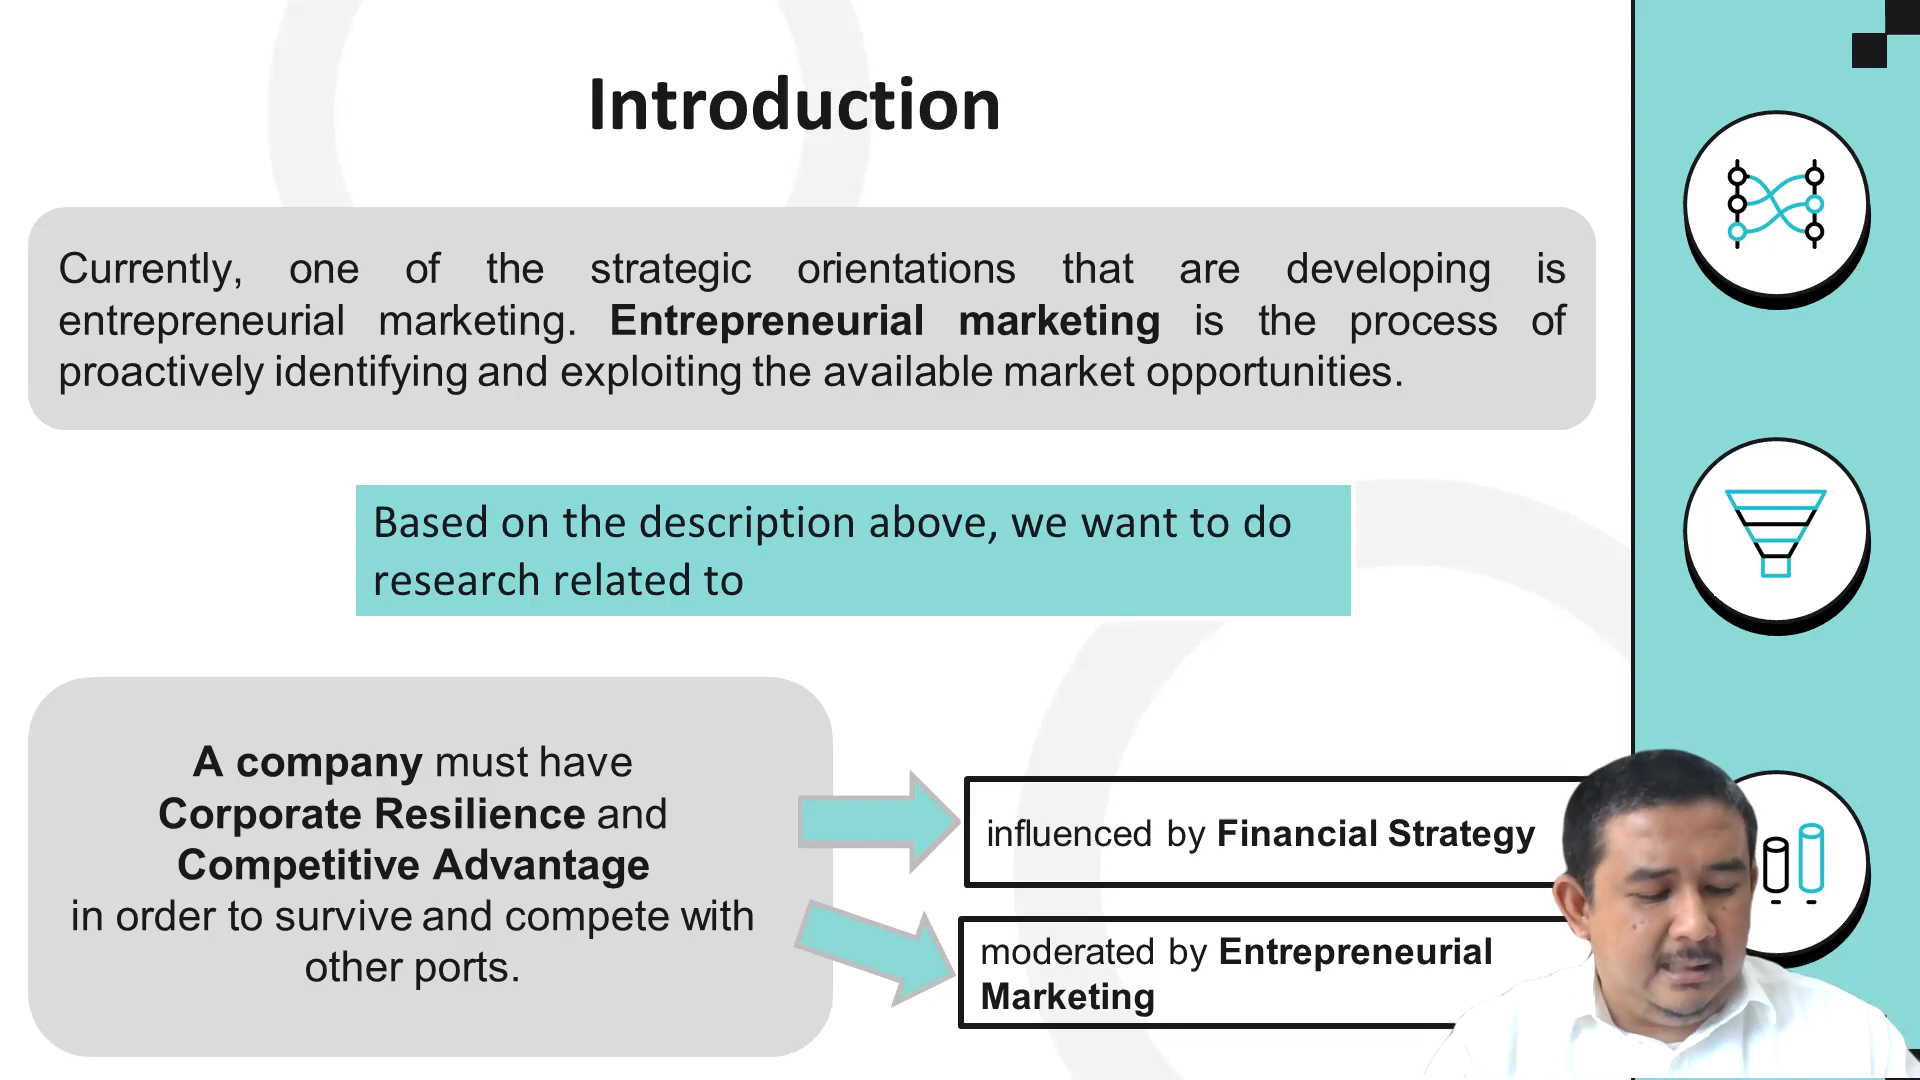 Introduction
Currently, one of the strategic orientations that are developing is
entrepreneurial marketing. Entrepreneurial marketing is the process of
proactively identifying and exploiting the available market opportunities.
Based on the description above, we want to do
research related to
A company must have
Corporate Resilience and
Competitive Advantage
in order to survive and compete with
other ports.
influenced by Financial Strategy
moderated by Entrepreneurial
Marketing